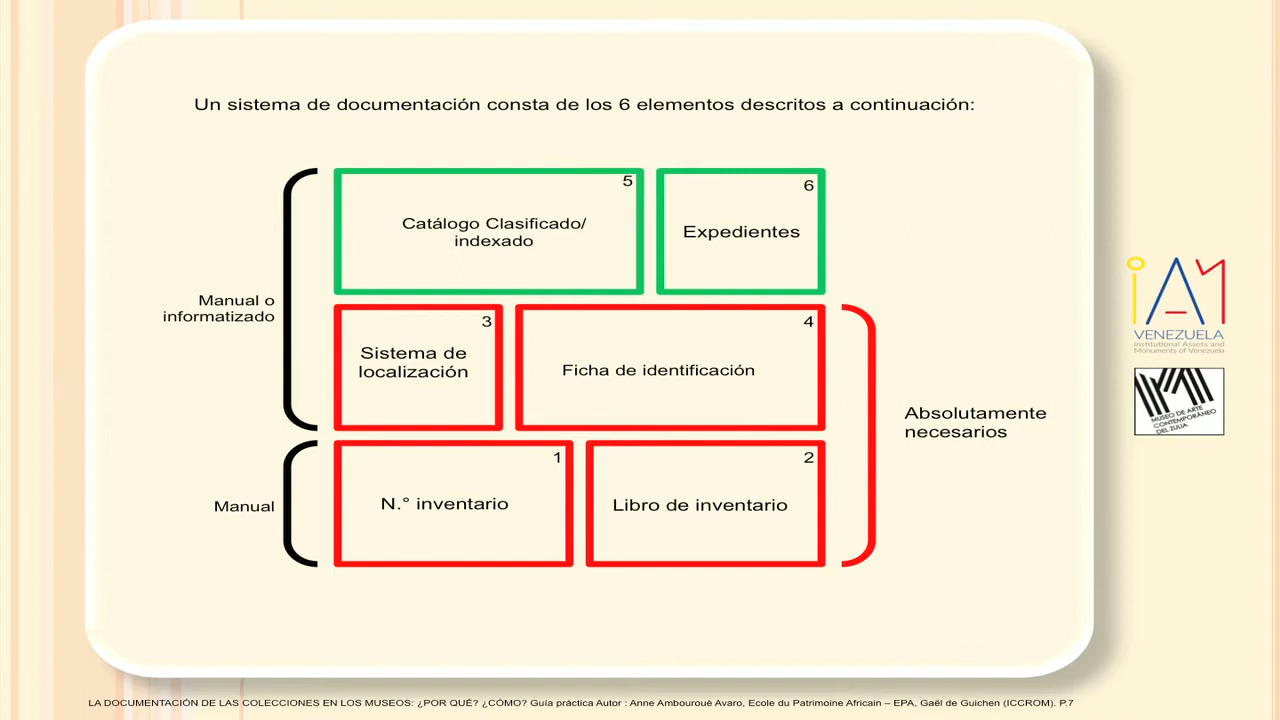 Un sistema de documentación consta de los 6 elementos descritos a continuación:
5
Catálogo Clasificado/
indexado
6
Expedientes
Manual o
informatizado
3
Sistema de
localización
4
Ficha de identificación
Absolutamente
necesarios
1
N.° inventario
2
Libro de inventario
Manual
iAM
VENEZUELA
Institutional Assets and
Monuments of Venezuela
MUSEO DE ARTE
CONTEMPORÁNEO
DEL ZULIA
LA DOCUMENTACIÓN DE LAS COLECCIONES EN LOS MUSEOS: ¿POR QUÉ? ¿CÓMO? Guía práctica Autor : Anne Ambouroué Avaro, Ecole du Patrimoine Africain – EPA, Gaël de Guichen (ICCROM). P.7